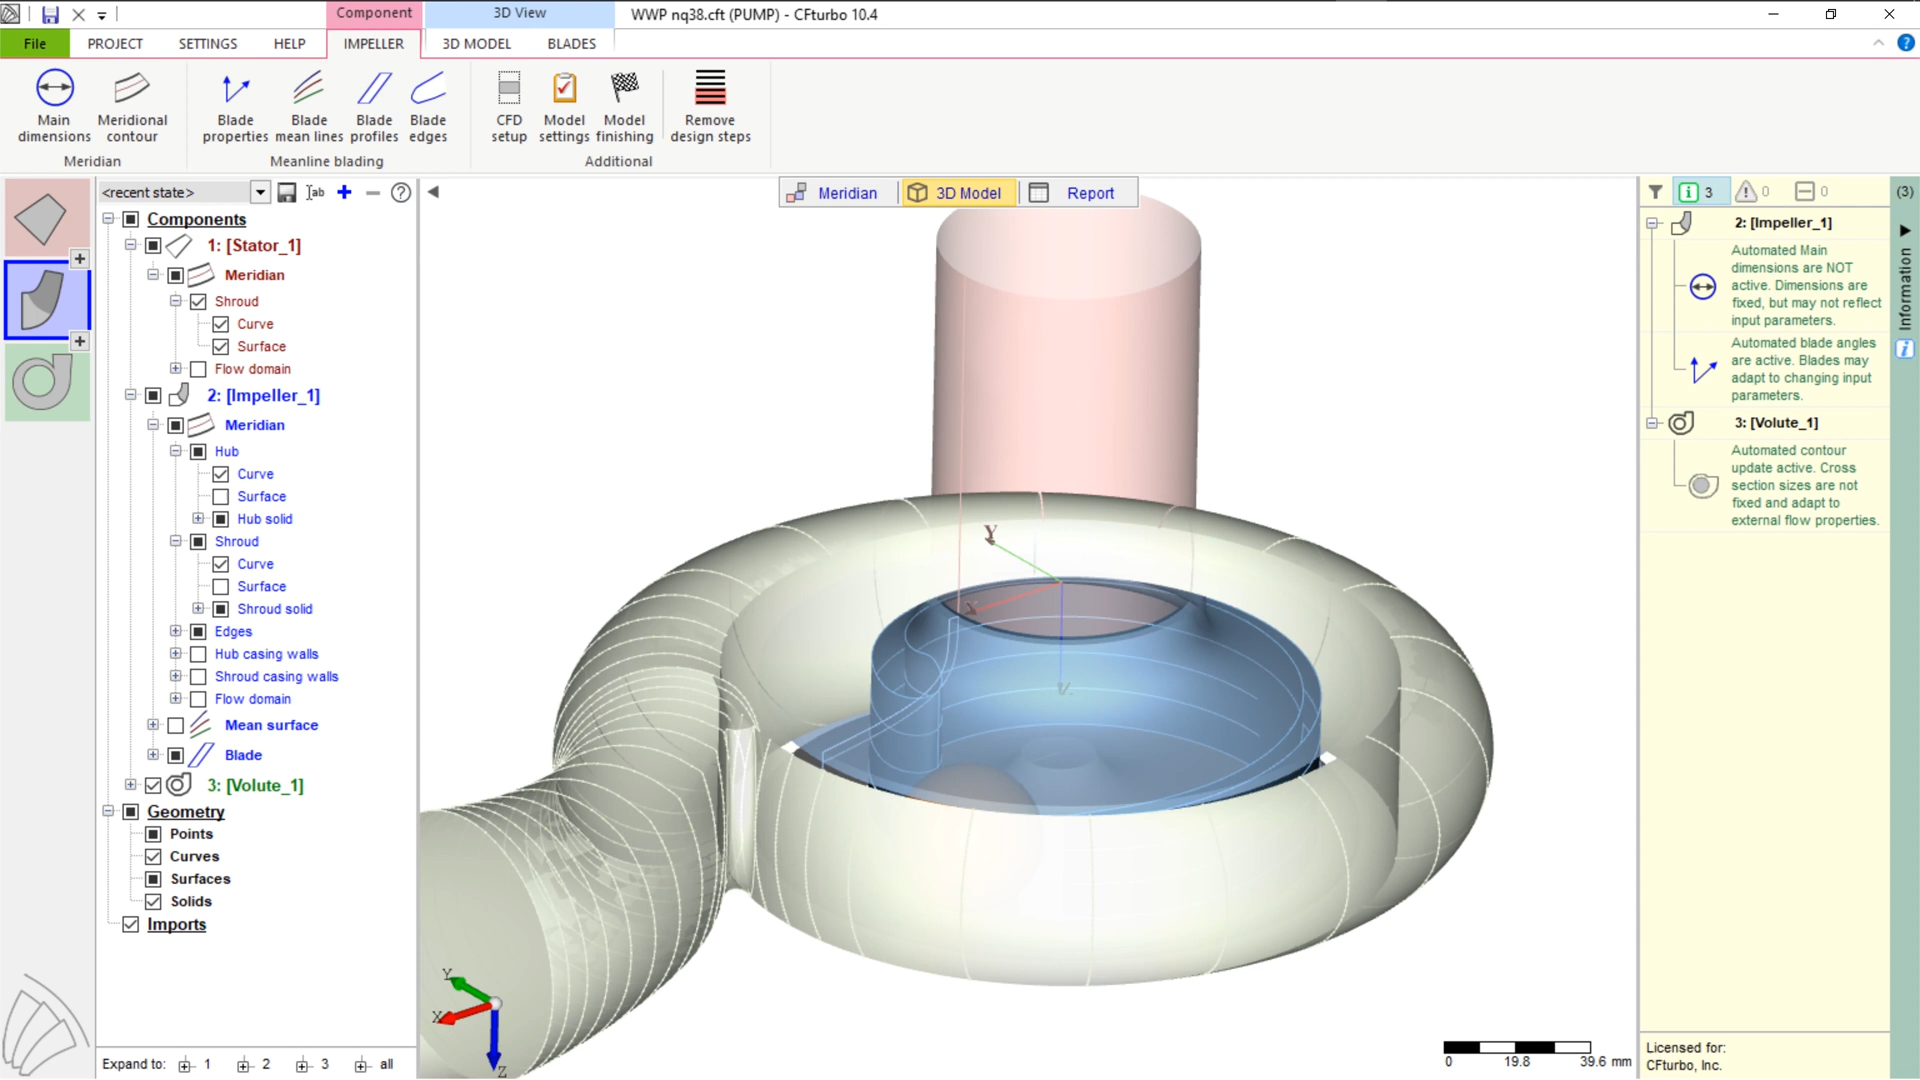 Component
3D View
WWP nq38.cft (PUMP) - CFturbo 10.4
File
PROJECT
SETTINGS
HELP
IMPELLER
3D MODEL
BLADES
Main dimensions
Meridional contour
Blade properties
Blade mean lines
Blade profiles
Blade edges
CFD setup
Model settings
Model finishing
Remove design steps
Meridian
Meanline blading
Additional
<recent state>
ab
Meridian
3D Model
Report
3
0
0
(3)
Components
1: [Stator_1]
Meridian
Shroud
Curve
Surface
Flow domain
2: [Impeller_1]
Meridian
Hub
Curve
Surface
Hub solid
Shroud
Curve
Surface
Shroud solid
Edges
Hub casing walls
Shroud casing walls
Flow domain
Mean surface
Blade
3: [Volute_1]
Geometry
Points
Curves
Surfaces
Solids
Imports
Expand to:
1
2
3
all
Y
X
Y
X
Z
0
19.8
39.6 mm
2: [Impeller_1]
Automated Main
dimensions are NOT
active. Dimensions are
fixed, but may not reflect
input parameters.
Automated blade angles
are active. Blades may
adapt to changing input
parameters.
3: [Volute_1]
Automated contour
update active. Cross
section sizes are not
fixed and adapt to
external flow properties.
Information
Licensed for:
CFturbo, Inc.